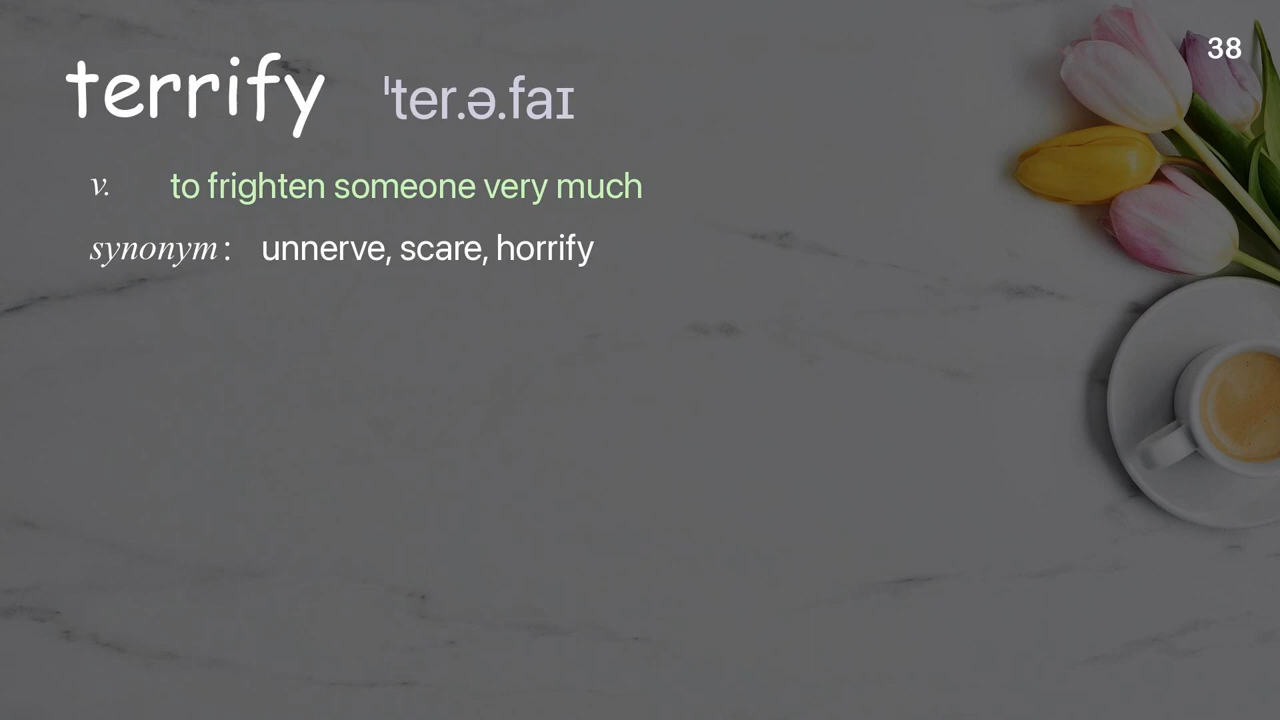 38
terrify ˈter.ə.faɪ
v. to frighten someone very much
synonym : unnerve, scare, horrify